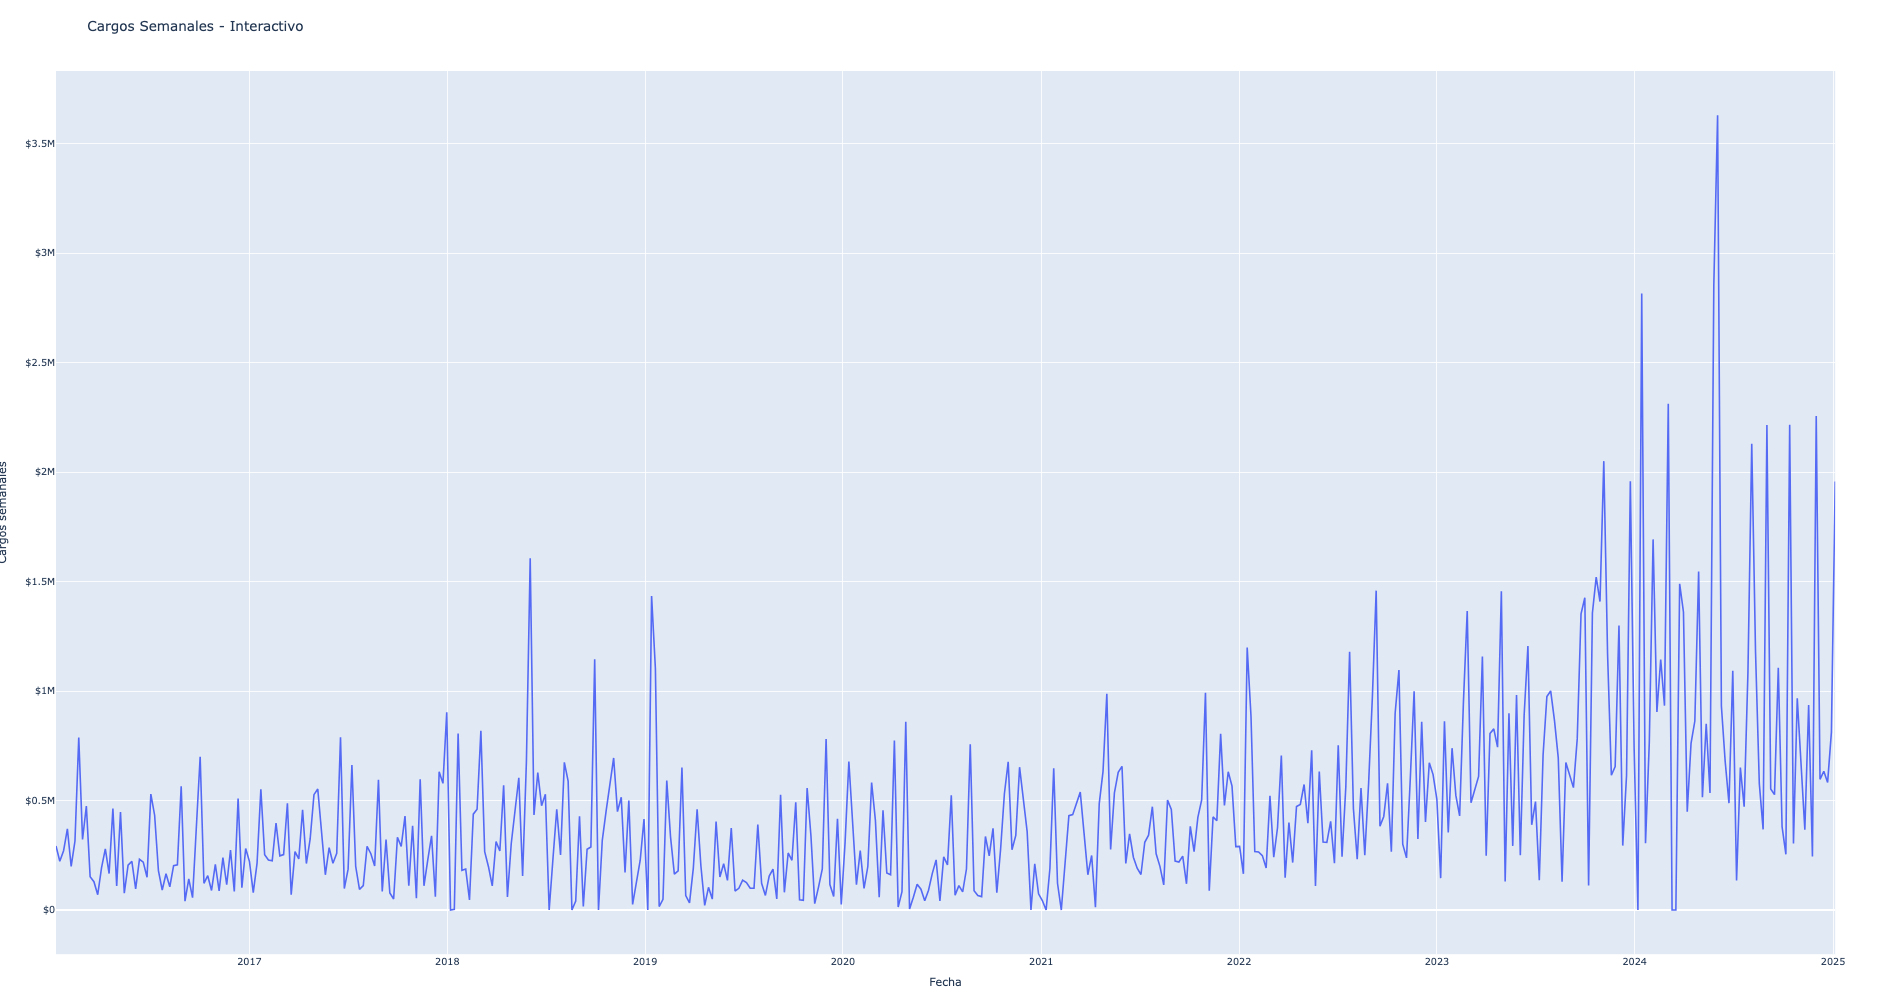 Cargos Semanales - Interactivo
$3.5M
$3M
$2.5M
$2M
$1.5M
$1M
$0.5M
$0
Cargos semanales
2017 2018 2019 2020 2021 2022 2023 2024 2025
Fecha